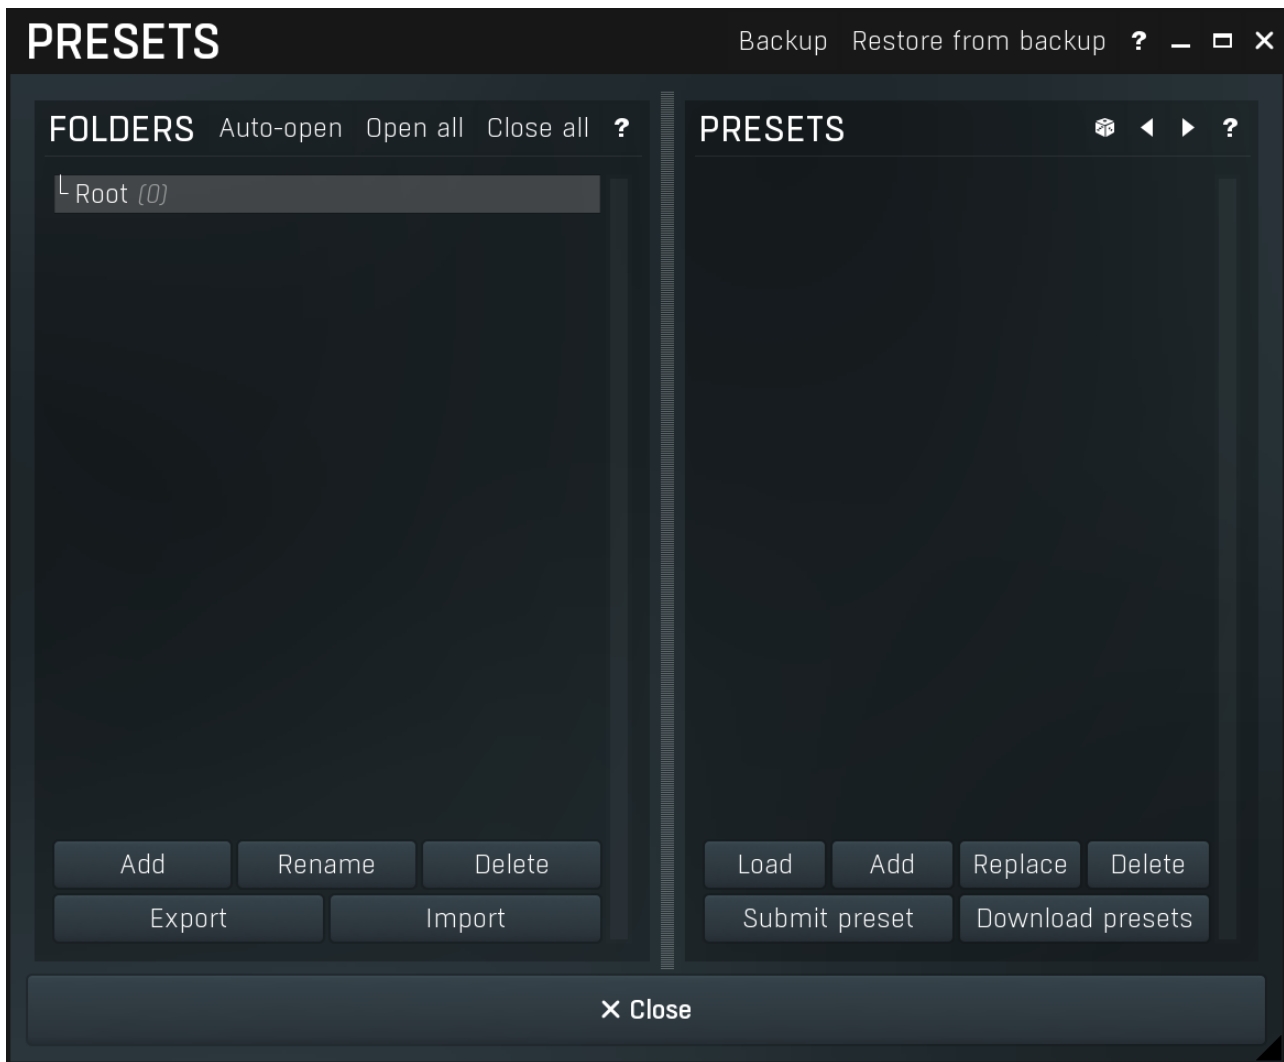 PRESETS Backup Restore from backup ?
FOLDERS Auto-open Open all Close all ?
Root (0)
Add Rename Delete
Export Import
PRESETS ?
Load Add Replace Delete
Submit preset Download presets
Close